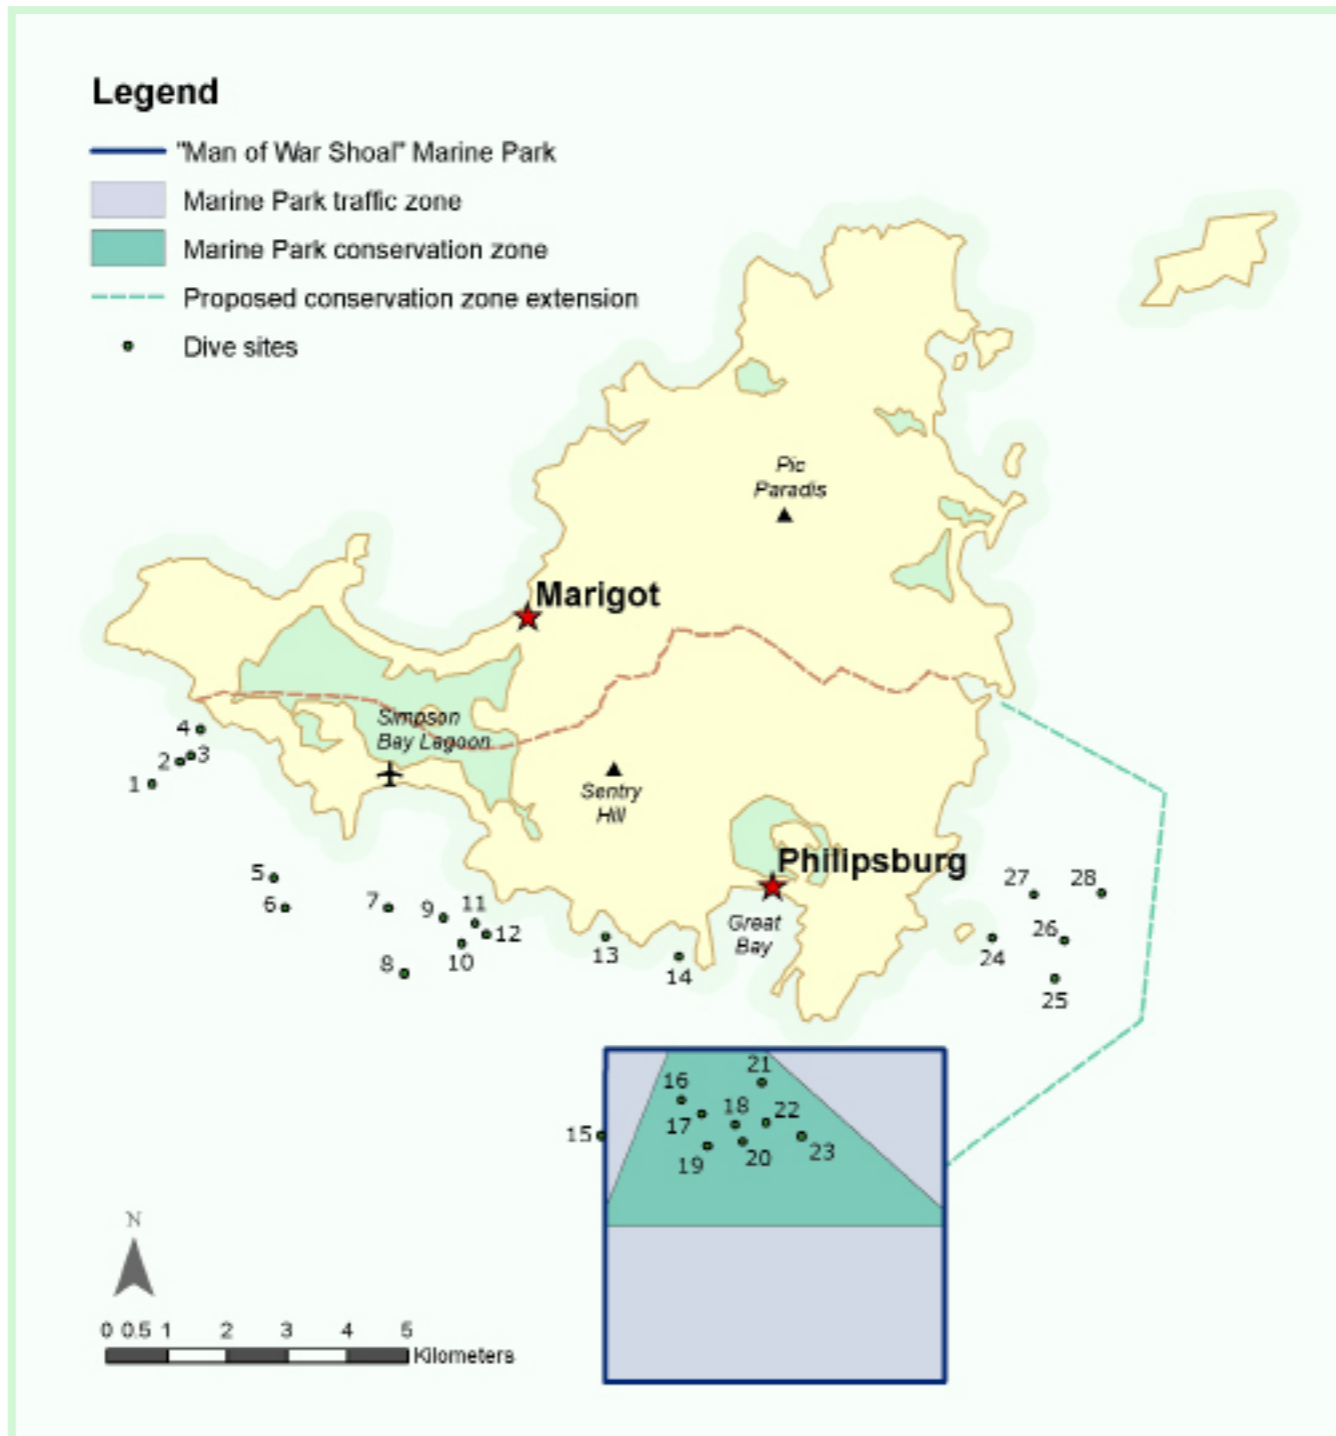 Legend
"Man of War Shoal" Marine Park
Marine Park traffic zone
Marine Park conservation zone
Proposed conservation zone extension
Dive sites
Pic
Paradis
Marigot
Simpson
Bay Lagoon
4
2
3
1
Sentry
Hill
Philipsburg
5
6
7
9
11
12
10
8
13
14
Great
Bay
27
28
26
24
25
21
16
18
22
17
15
19
20
23
N
0 0.5 1 2 3 4 5
Kilometers